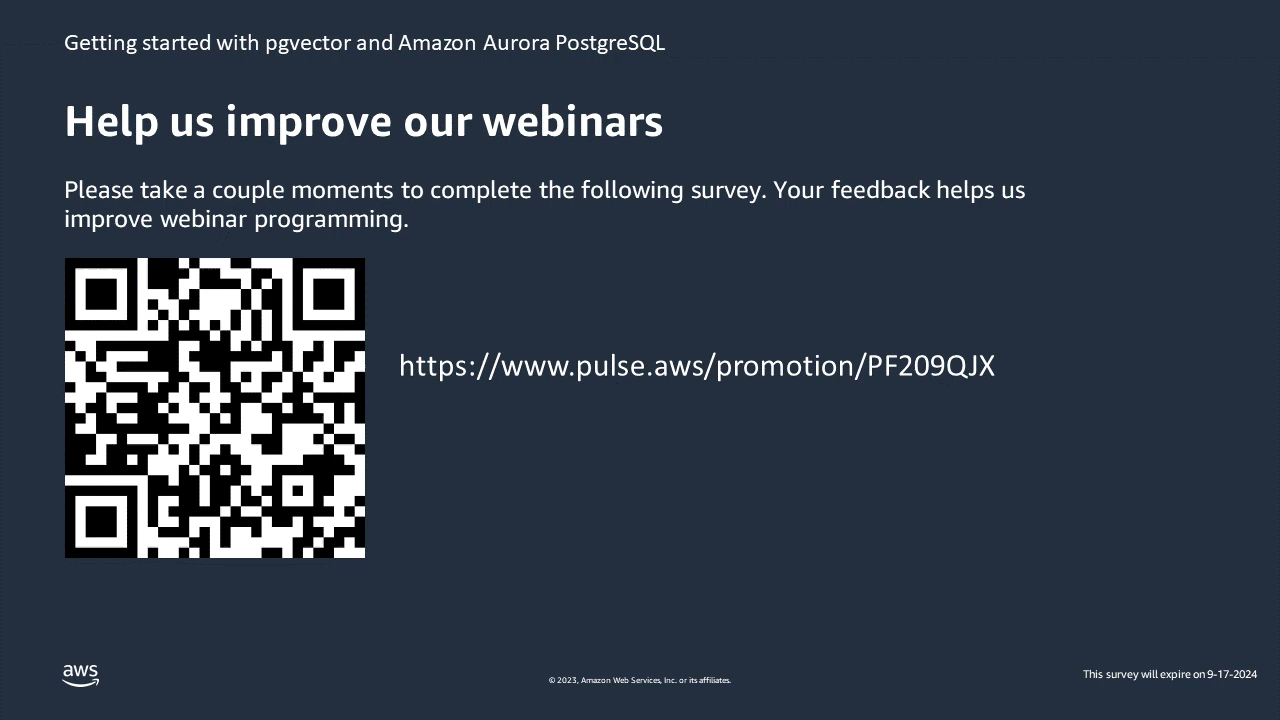 Getting started with pgvector and Amazon Aurora PostgreSQL
Help us improve our webinars
Please take a couple moments to complete the following survey. Your feedback helps us
improve webinar programming.
https://www.pulse.aws/promotion/PF209QJX
aws
© 2023, Amazon Web Services, Inc. or its affiliates.
This survey will expire on 9-17-2024